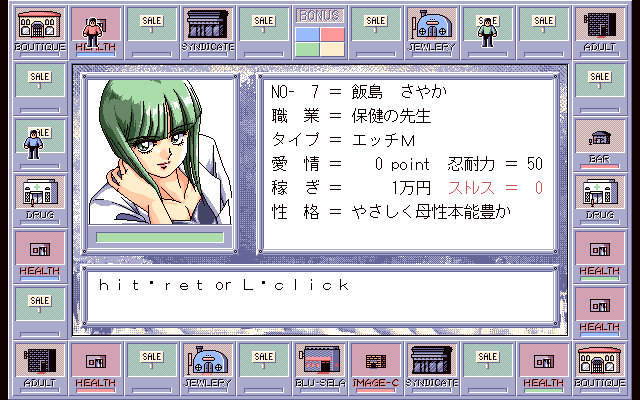 BOUTIQUE HEALTH SALE SYNDICATE SALE BONUS SALE JEWLERY SALE ADULT
SALE SALE
SALE BAR
DRUG DRUG
HEALTH HEALTH
SALE HEALTH
NO- 7 = 飯島 さやか
職 業 = 保健の先生
タイプ = エッチM
愛 情 = 0 point 忍耐力 = 50
稼 ぎ = 1万円 ストレス = 0
性 格 = やさしく母性本能豊か
hit・ret or L・click
ADULT HEALTH SALE JEWLERY SALE BLU-SELA IMAGE-C SYNDICATE SALE HEALTH BOUTIQUE